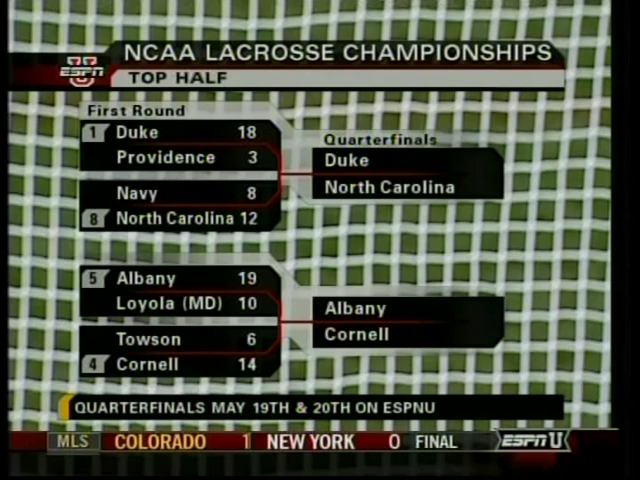 NCAA LACROSSE CHAMPIONSHIPS
ESPN U
TOP HALF
First Round
1 Duke 18
Providence 3
Navy 8
8 North Carolina 12
Quarterfinals
Duke
North Carolina
5 Albany 19
Loyola (MD) 10
Towson 6
4 Cornell 14
Albany
Cornell
QUARTERFINALS MAY 19TH & 20TH ON ESPNU
MLS COLORADO 1 NEW YORK 0 FINAL ESPN U